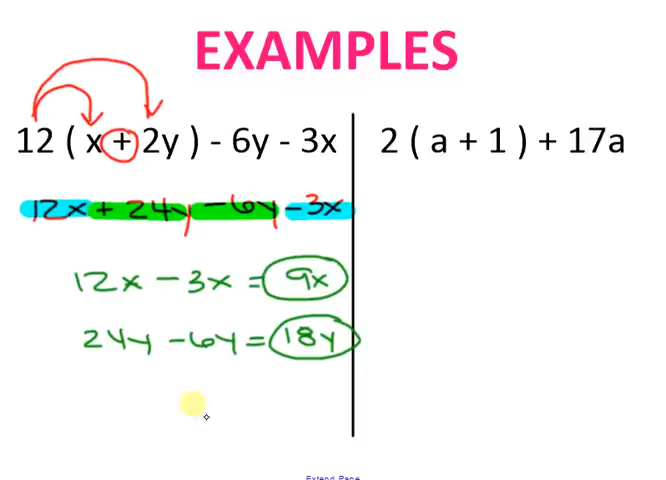 EXAMPLES
12 ( x + 2y ) - 6y - 3x
12x + 24y - 6y - 3x
12x - 3x = 9x
24y - 6y = 18y
2 ( a + 1 ) + 17a
Extend Page